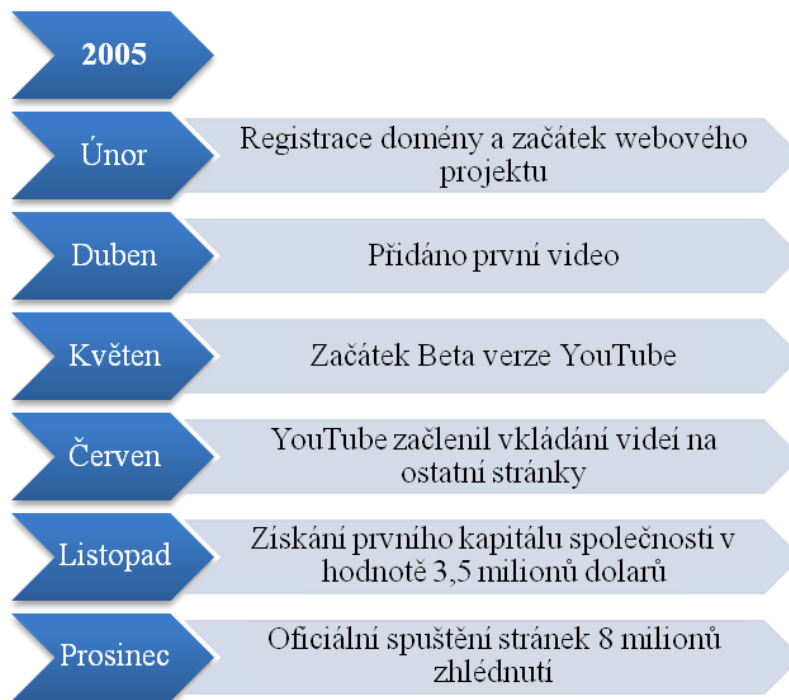 2005
Únor
Registrace domény a začátek webového
projektu
Duben
Přidáno první video
Květen
Začátek Beta verze YouTube
Červen
YouTube začlenil vkládání videí na
ostatní stránky
Listopad
Získání prvního kapitálu společnosti v
hodnotě 3,5 milionů dolarů
Prosinec
Oficiální spuštění stránek 8 milionů
zhlédnutí